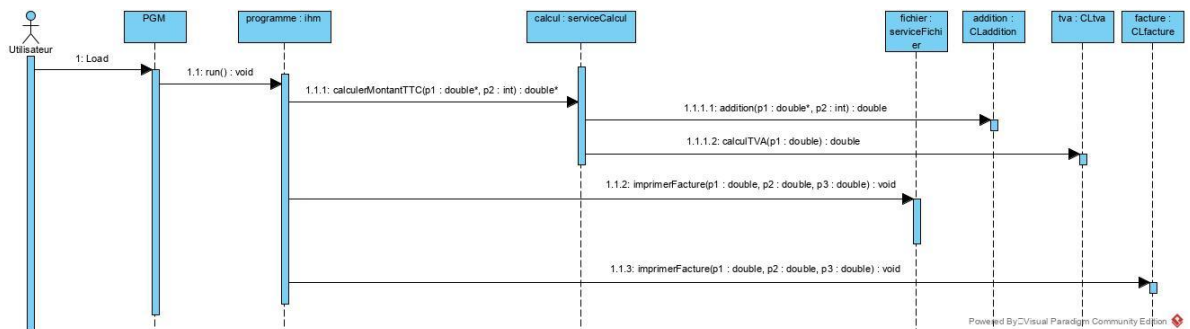 Utilisateur
PGM
programme : ihm
calcul : serviceCalcul
fichier :
serviceFichi
er
addition :
CLaddition
tva : CLtva
facture :
CLfacture
1: Load
1.1: run() : void
1.1.1: calculerMontantTTC(p1 : double*, p2 : int) : double*
1.1.1.1: addition(p1 : double*, p2 : int) : double
1.1.1.2: calculTVA(p1 : double) : double
1.1.2: imprimerFacture(p1 : double, p2 : double, p3 : double) : void
1.1.3: imprimerFacture(p1 : double, p2 : double, p3 : double) : void
Powered By Visual Paradigm Community Edition